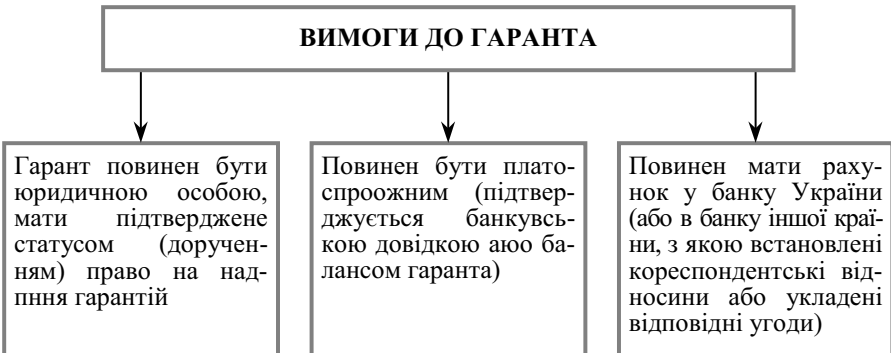 ВИМОГИ ДО ГАРАНТА
Гарант повинен бути
юридичною особою,
мати підтверджене
статусом (доручен-
ням) право на над-
пння гарантій
Повинен бути плато-
спроожним (підтвер-
джується банкувсь-
кою довідкою аюо ба-
лансом гаранта)
Повинен мати раху-
нок у банку України
(або в банку іншої краї-
ни, з якою встановлені
кореспондентські від-
носини або укладені
відповідні угоди)